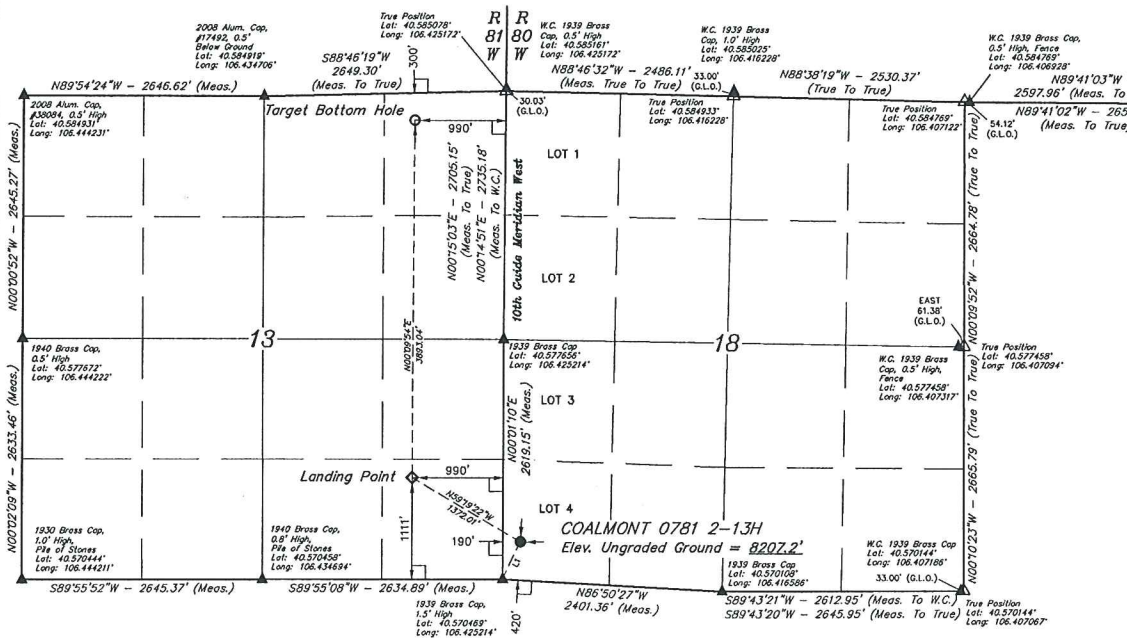 R R
81 80
W W
2008 Alum. Cap,
#17492, 0.5'
Below Ground
Lat: 40.584919'
Long: 106.434706'
True Position
Lat: 40.585078'
Long: 106.425172'
W.C. 1939 Brass
Cap, 0.5' High
Lat: 40.585161'
Long: 106.425172'
W.C. 1939 Brass
Cap, 1.0' High
Lat: 40.585025'
Long: 106.416228'
W.C. 1939 Brass Cap,
0.5' High, Fence
Lat: 40.584769'
Long: 106.406928'
N89°54'24"W - 2646.62' (Meas.)
S88°46'19"W
2649.30'
(Meas. To True)
300'
N88°46'32"W - 2486.11'
(Meas. True To True)
33.00'
(G.L.O.)
N88°38'19"W - 2530.37'
(True To True)
N89°41'03"W
2597.96' (Meas. To
N89°41'02"W - 265
(Meas. To True)
54.12'
(G.L.O.)
2008 Alum. Cap,
#38084, 0.5' High
Lat: 40.584931'
Long: 106.444231'
Target Bottom Hole
990'
30.03'
(G.L.O.)
True Position
Lat: 40.584933'
Long: 106.416228'
True Position
Lat: 40.584769'
Long: 106.407122'
LOT 1
N00°00'52"W - 2645.27' (Meas.)
N00°15'03"E - 2705.15'
(Meas. To True)
N00°14'51"E - 2735.18'
(Meas. To W.C.)
10th Guide Meridian West
LOT 2
N00°09'52"W - 2664.78' (True To True)
EAST
61.38'
(G.L.O.)
13
18
N00°09'54"E
3893.04'
1940 Brass Cap,
0.5' High
Lat: 40.577672'
Long: 106.444222'
1939 Brass Cap
Lat: 40.577656'
Long: 106.425214'
W.C. 1939 Brass
Cap, 0.5' High,
Fence
Lat: 40.577458'
Long: 106.407317'
True Position
Lat: 40.577458'
Long: 106.407094'
LOT 3
N00°02'09"W - 2633.46' (Meas.)
N00°01'10"E
2619.15' (Meas.)
N00°10'23"W - 2665.79' (True To True)
Landing Point
990'
N59°19'22"W
1372.01'
LOT 4
1111'
190'
COALMONT 0781 2-13H
Elev. Ungraded Ground = 8207.2'
L1
1930 Brass Cap,
1.0' High,
Pile of Stones
Lat: 40.570444'
Long: 106.444211'
1940 Brass Cap,
0.8' High,
Pile of Stones
Lat: 40.570458'
Long: 106.434694'
1939 Brass Cap
Lat: 40.570108'
Long: 106.416586'
W.C. 1939 Brass Cap
Lat: 40.570144'
Long: 106.407186'
33.00' (G.L.O.)
S89°55'52"W - 2645.37' (Meas.)
S89°55'08"W - 2634.89' (Meas.)
N86°50'27"W
2401.36' (Meas.)
S89°43'21"W - 2612.95' (Meas. To W.C.)
S89°43'20"W - 2645.95' (Meas. To True)
1939 Brass Cap,
1.5' High
Lat: 40.570469'
Long: 106.425214'
420'
True Position
Lat: 40.570144'
Long: 106.407067'